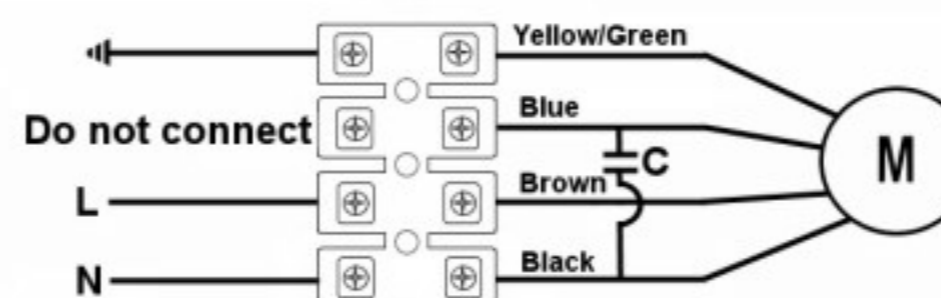 Yellow/Green
Do not connect
Blue
C
M
L
Brown
N
Black